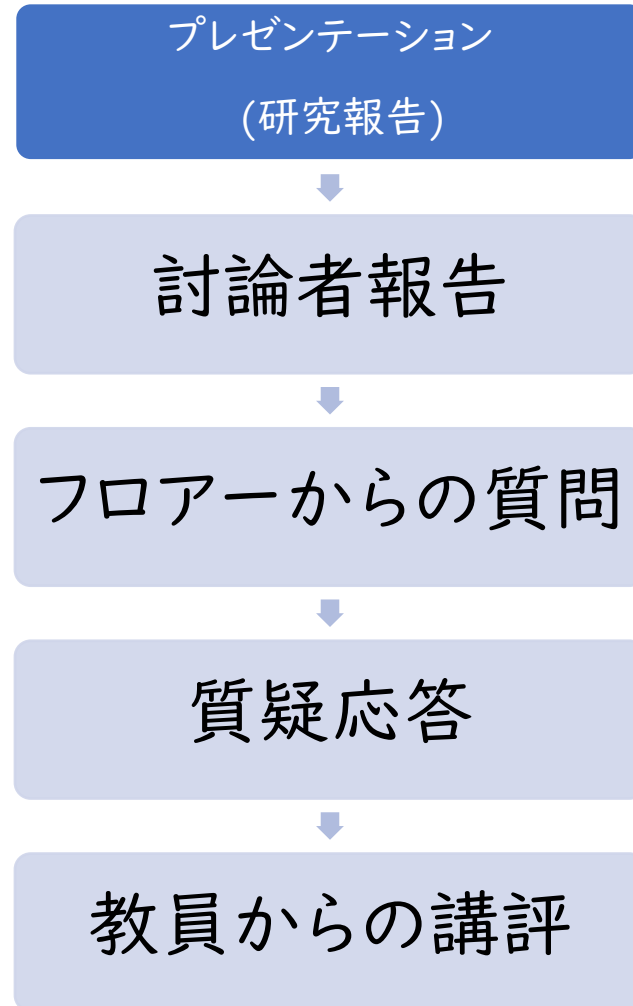 プレゼンテーション
(研究報告)
討論者報告
フロアーからの質問
質疑応答
教員からの講評